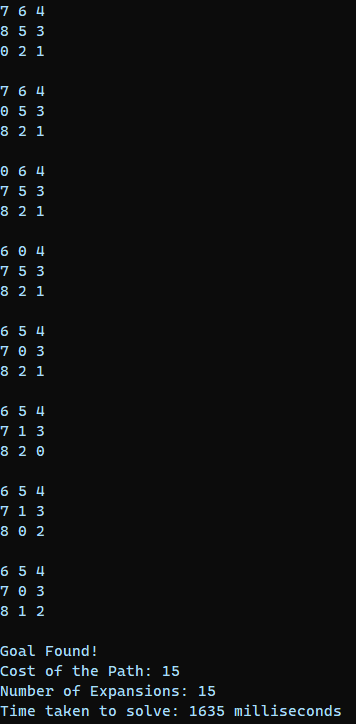 7 6 4
8 5 3
0 2 1

7 6 4
0 5 3
8 2 1

0 6 4
7 5 3
8 2 1

6 0 4
7 5 3
8 2 1

6 5 4
7 0 3
8 2 1

6 5 4
7 1 3
8 2 0

6 5 4
7 1 3
8 0 2

6 5 4
7 0 3
8 1 2

Goal Found!
Cost of the Path: 15
Number of Expansions: 15
Time taken to solve: 1635 milliseconds